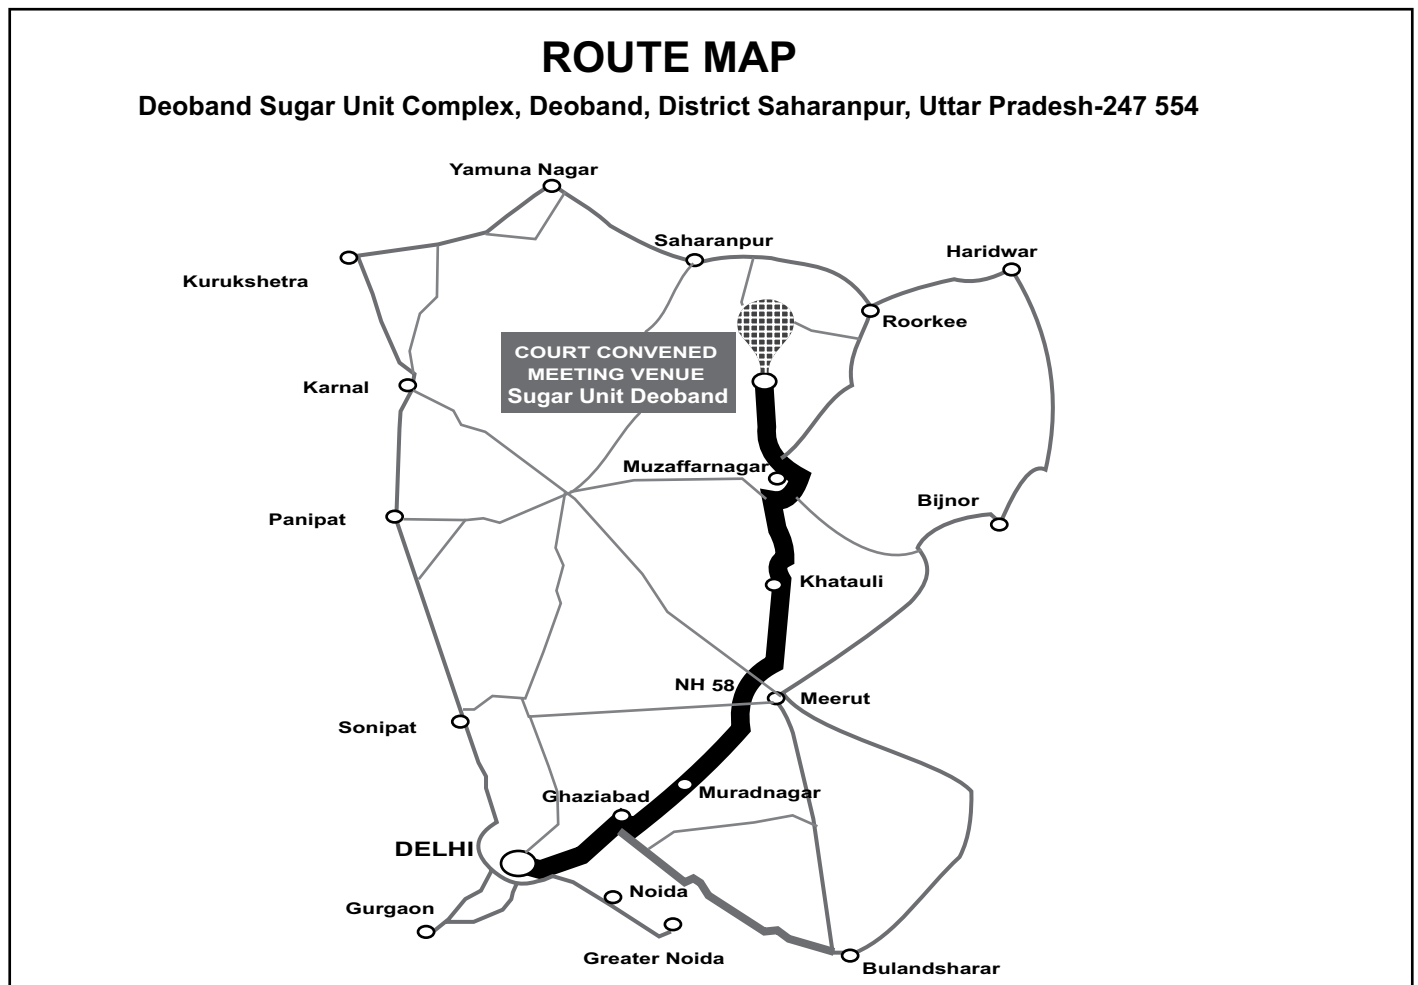 ROUTE MAP
Deoband Sugar Unit Complex, Deoband, District Saharanpur, Uttar Pradesh-247 554
Yamuna Nagar
Saharanpur
Haridwar
Kurukshetra
Roorkee
COURT CONVENED
MEETING VENUE
Sugar Unit Deoband
Karnal
Muzaffarnagar
Bijnor
Panipat
Khatauli
NH 58
Meerut
Sonipat
Ghaziabad
Muradnagar
DELHI
Noida
Gurgaon
Greater Noida
Bulandsharar